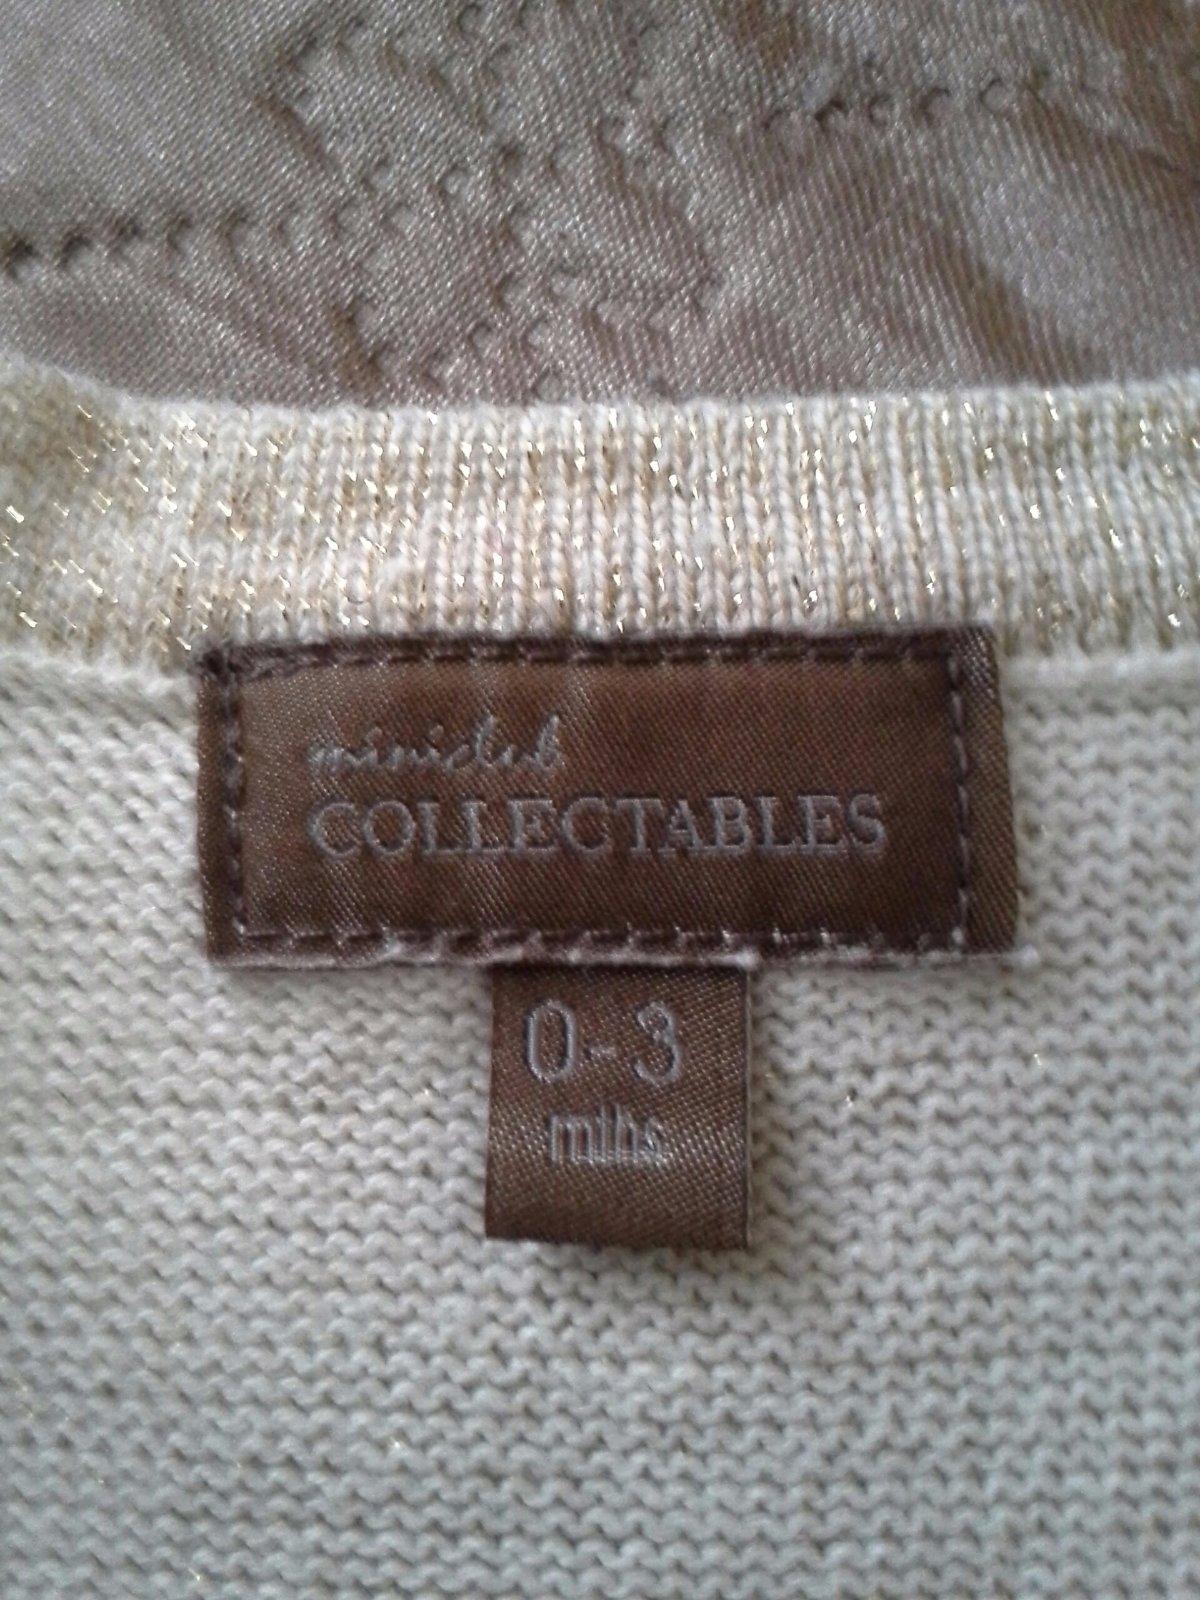 miniclub
COLLECTABLES
0-3
mths